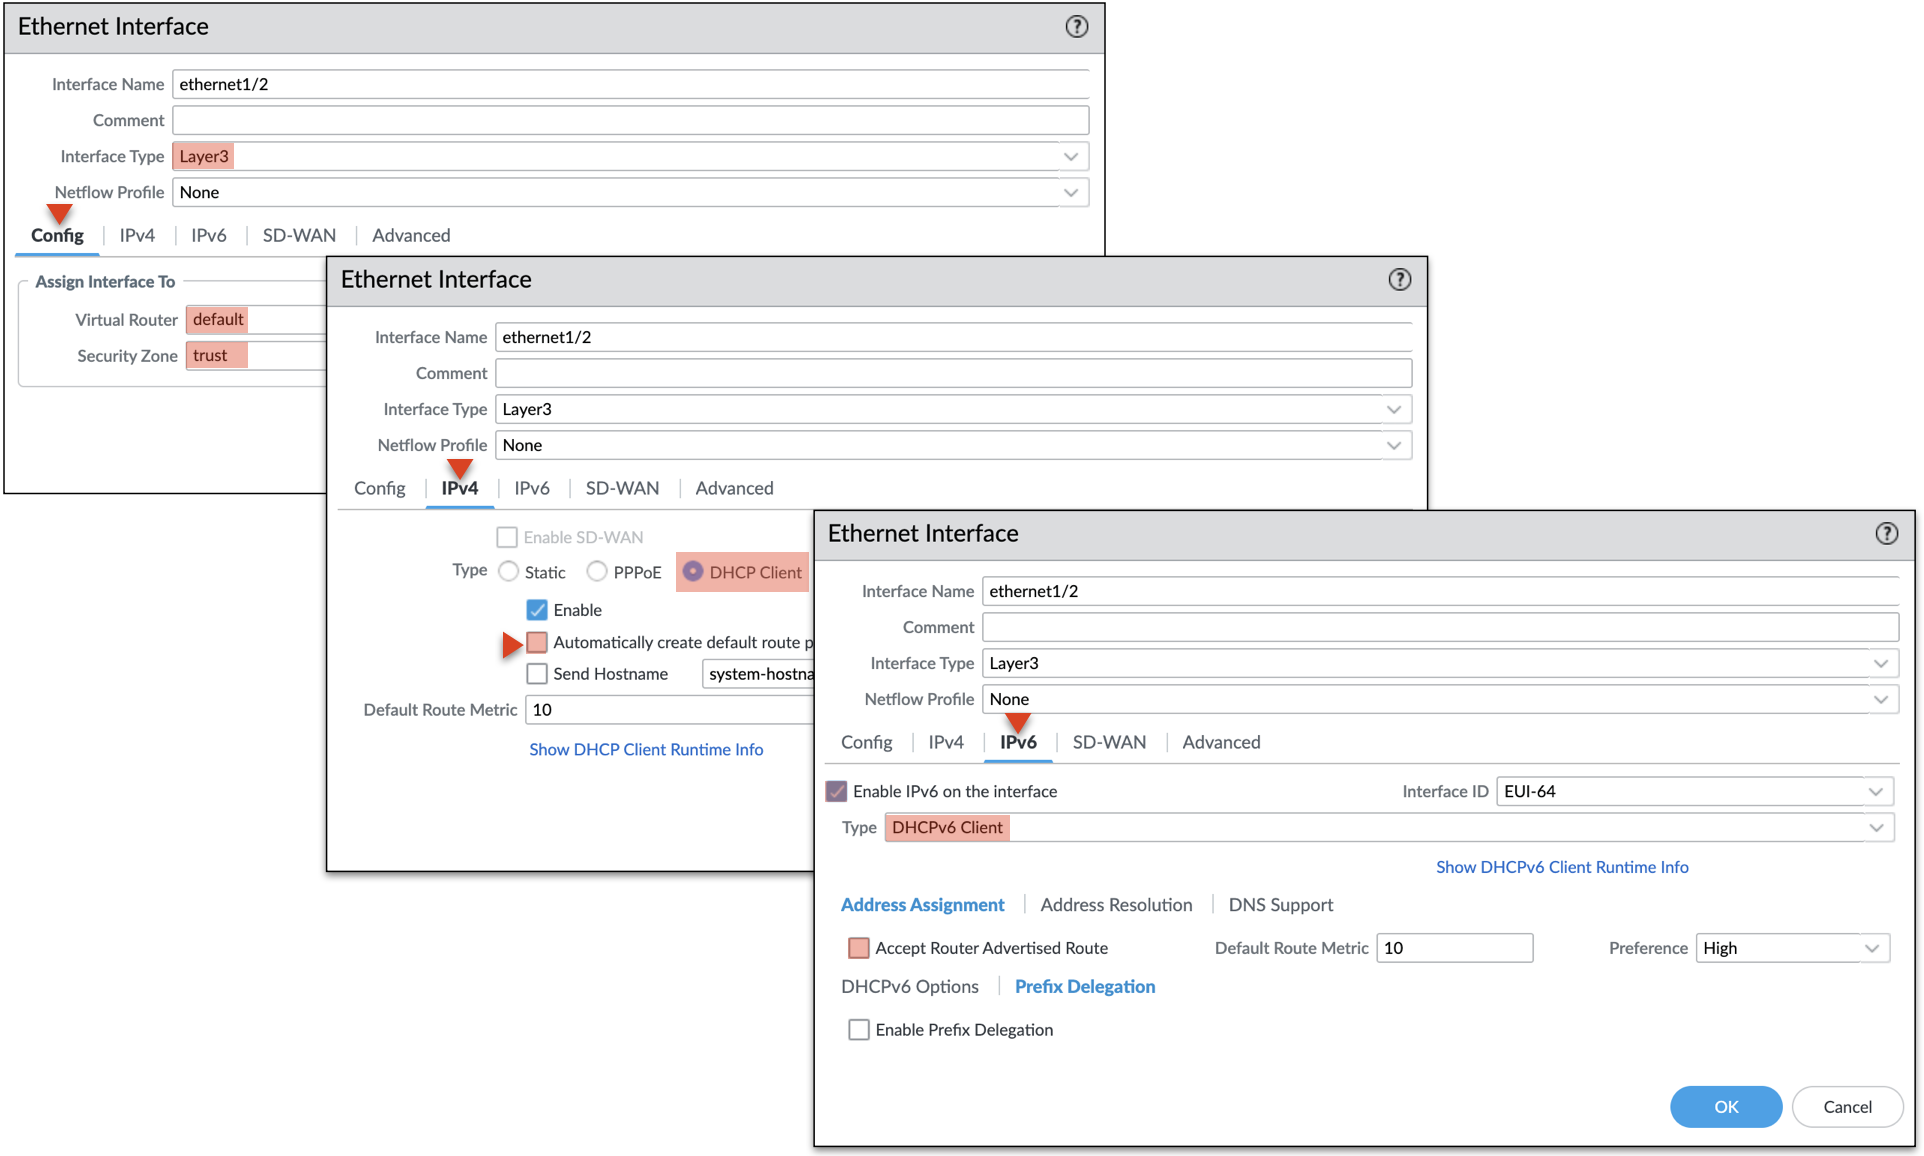 Ethernet Interface
Interface Name ethernet1/2
Comment
Interface Type Layer3
Netflow Profile None
Config IPv4 IPv6 SD-WAN Advanced
Assign Interface To
Virtual Router default
Security Zone trust
Ethernet Interface
Interface Name ethernet1/2
Comment
Interface Type Layer3
Netflow Profile None
Config IPv4 IPv6 SD-WAN Advanced
Enable SD-WAN
Type Static PPPoE DHCP Client
Enable
Automatically create default route p
Send Hostname system-hostna
Default Route Metric 10
Show DHCP Client Runtime Info
Ethernet Interface
Interface Name ethernet1/2
Comment
Interface Type Layer3
Netflow Profile None
Config IPv4 IPv6 SD-WAN Advanced
Enable IPv6 on the interface Interface ID EUI-64
Type DHCPv6 Client
Show DHCPv6 Client Runtime Info
Address Assignment Address Resolution DNS Support
Accept Router Advertised Route Default Route Metric 10 Preference High
DHCPv6 Options Prefix Delegation
Enable Prefix Delegation
OK Cancel